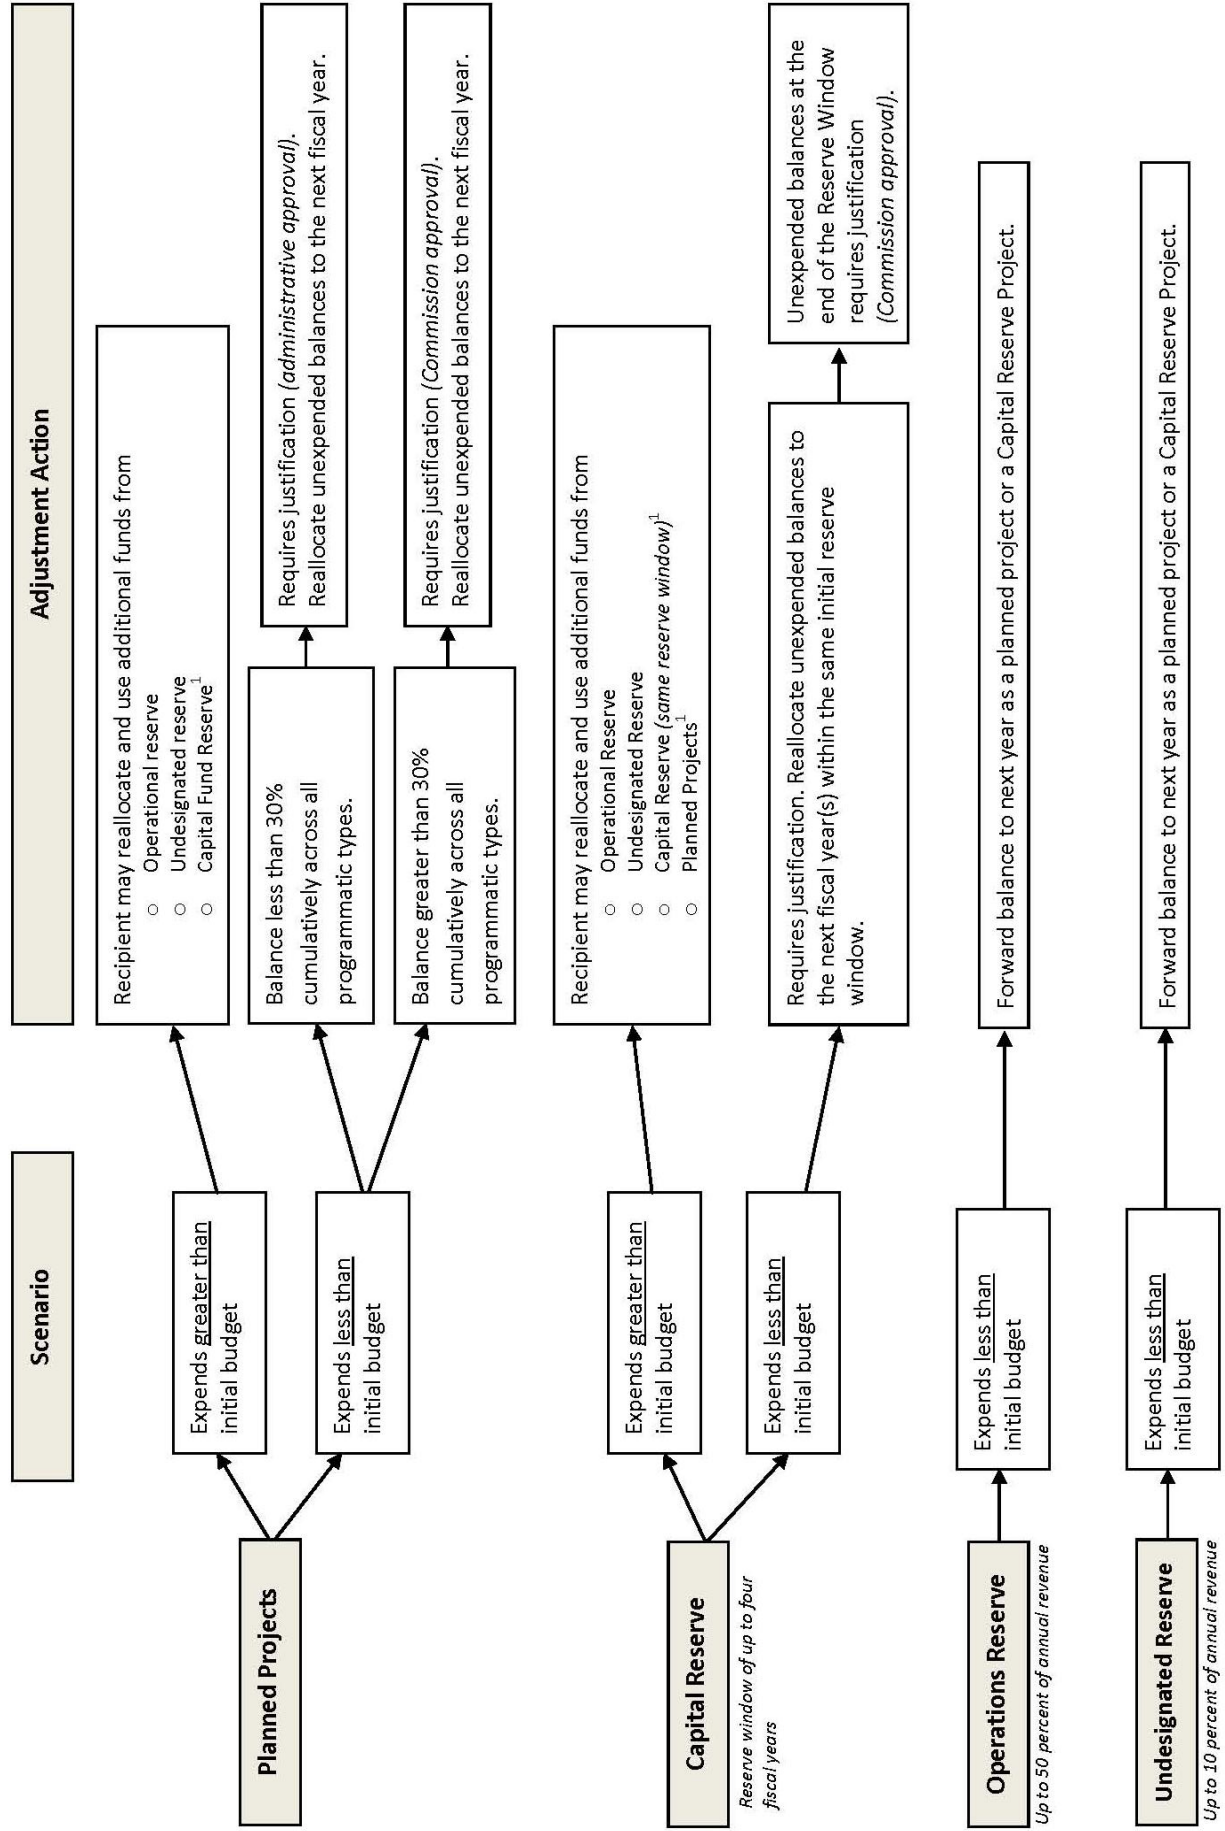 Scenario
Adjustment Action
Planned Projects
Expends greater than
initial budget
Recipient may reallocate and use additional funds from
○ Operational reserve
○ Undesignated reserve
○ Capital Fund Reserve1
Expends less than
initial budget
Balance less than 30%
cumulatively across all
programmatic types.
Requires justification (administrative approval).
Reallocate unexpended balances to the next fiscal year.
Balance greater than 30%
cumulatively across all
programmatic types.
Requires justification (Commission approval).
Reallocate unexpended balances to the next fiscal year.
Capital Reserve
Reserve window of up to four
fiscal years
Expends greater than
initial budget
Recipient may reallocate and use additional funds from
○ Operational Reserve
○ Undesignated Reserve
○ Capital Reserve (same reserve window)1
○ Planned Projects1
Expends less than
initial budget
Requires justification. Reallocate unexpended balances to
the next fiscal year(s) within the same initial reserve
window.
Unexpended balances at the
end of the Reserve Window
requires justification
(Commission approval).
Operations Reserve
Up to 50 percent of annual revenue
Expends less than
initial budget
Forward balance to next year as a planned project or a Capital Reserve Project.
Undesignated Reserve
Up to 10 percent of annual revenue
Expends less than
initial budget
Forward balance to next year as a planned project or a Capital Reserve Project.